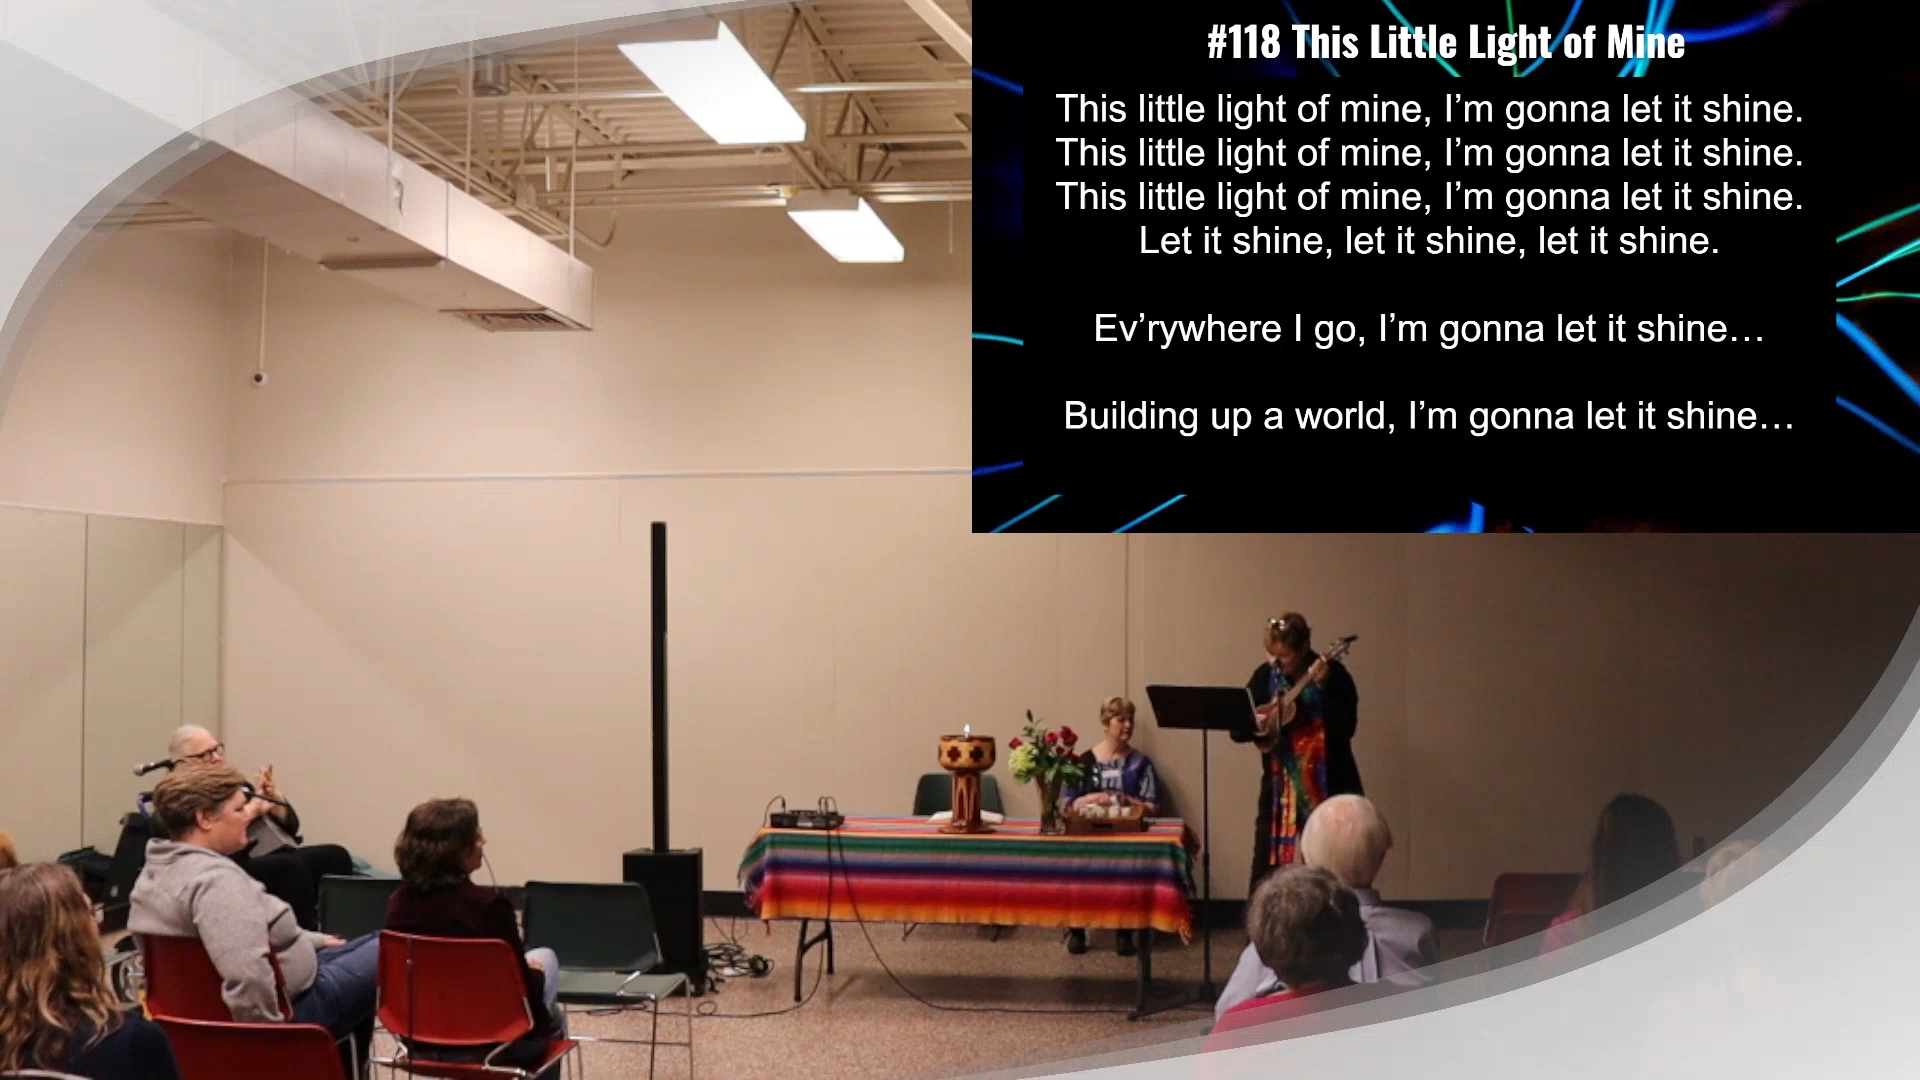 #118 This Little Light of Mine
This little light of mine, I’m gonna let it shine.
This little light of mine, I’m gonna let it shine.
This little light of mine, I’m gonna let it shine.
Let it shine, let it shine, let it shine.
Ev’rywhere I go, I’m gonna let it shine…
Building up a world, I’m gonna let it shine…